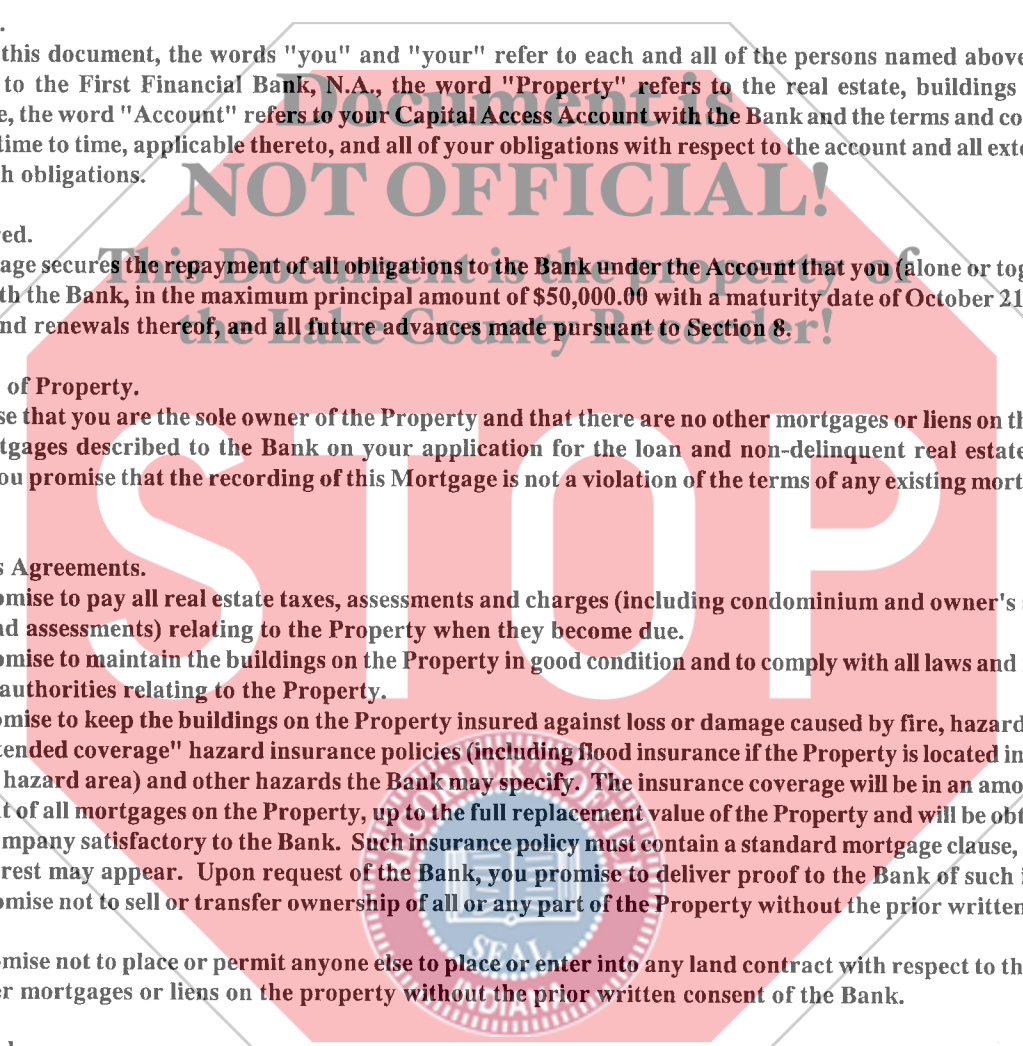 .
this document, the words "you" and "your" refer to each and all of the persons named above
to the First Financial Bank, N.A., the word "Property" refers to the real estate, buildings
e, the word "Account" refers to your Capital Access Account with the Bank and the terms and co
time to time, applicable thereto, and all of your obligations with respect to the account and all exte
h obligations.
Document is
NOT OFFICIAL!
This Document is the property of
the Lake County Recorder!
ed.
age secures the repayment of all obligations to the Bank under the Account that you (alone or tog
th the Bank, in the maximum principal amount of $50,000.00 with a maturity date of October 21
nd renewals thereof, and all future advances made pursuant to Section 8.
of Property.
se that you are the sole owner of the Property and that there are no other mortgages or liens on th
tgages described to the Bank on your application for the loan and non-delinquent real estate
ou promise that the recording of this Mortgage is not a violation of the terms of any existing mort
STOP
s Agreements.
omise to pay all real estate taxes, assessments and charges (including condominium and owner's
nd assessments) relating to the Property when they become due.
omise to maintain the buildings on the Property in good condition and to comply with all laws and
authorities relating to the Property.
omise to keep the buildings on the Property insured against loss or damage caused by fire, hazard
tended coverage" hazard insurance policies (including flood insurance if the Property is located in
hazard area) and other hazards the Bank may specify. The insurance coverage will be in an amo
t of all mortgages on the Property, up to the full replacement value of the Property and will be obt
mpany satisfactory to the Bank. Such insurance policy must contain a standard mortgage clause,
rest may appear. Upon request of the Bank, you promise to deliver proof to the Bank of such i
omise not to sell or transfer ownership of all or any part of the Property without the prior written
SEAL
INDIANA
mise not to place or permit anyone else to place or enter into any land contract with respect to th
er mortgages or liens on the property without the prior written consent of the Bank.